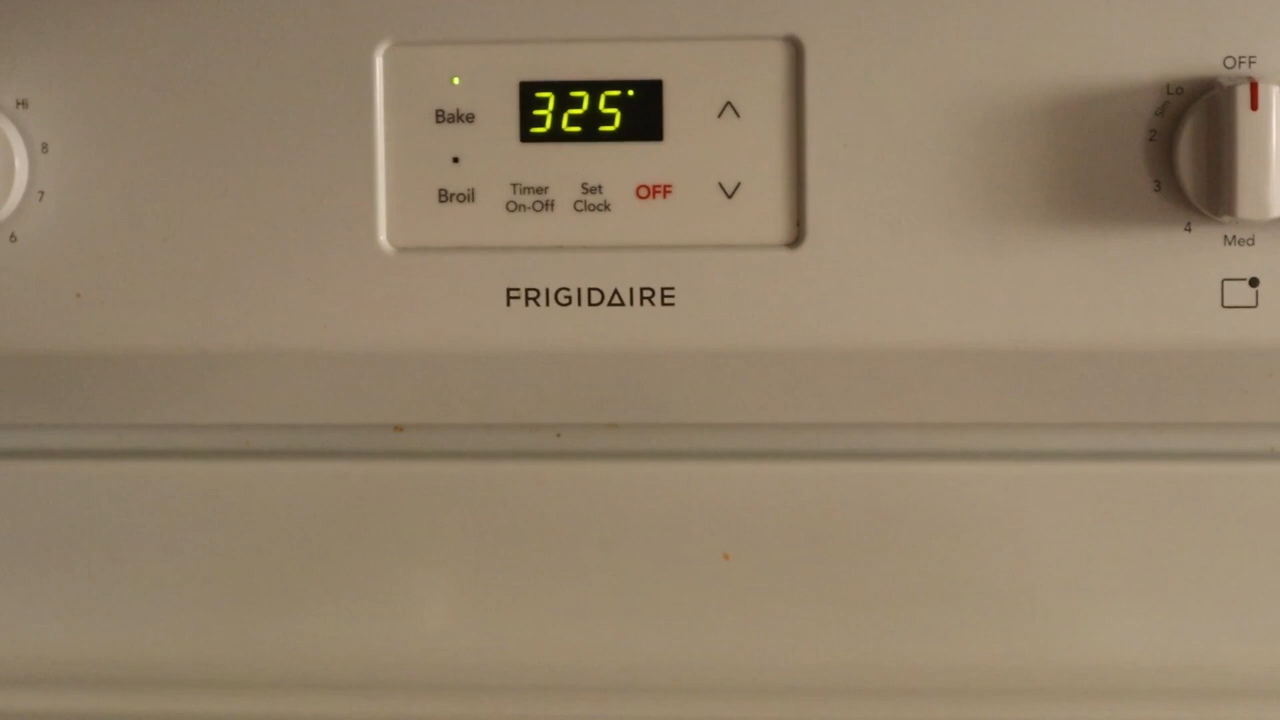 Hi
8
7
6
Bake
325°
Broil
Timer
On-Off
Set
Clock
OFF
FRIGIDAIRE
OFF
Lo
2
3
4
Med